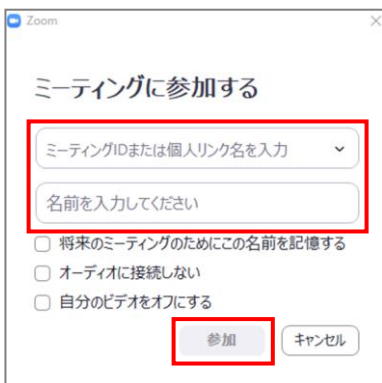 Zoom
ミーティングに参加する
ミーティングIDまたは個人リンク名を入力
名前を入力してください
将来のミーティングのためにこの名前を記憶する
オーディオに接続しない
自分のビデオをオフにする
参加 キャンセル